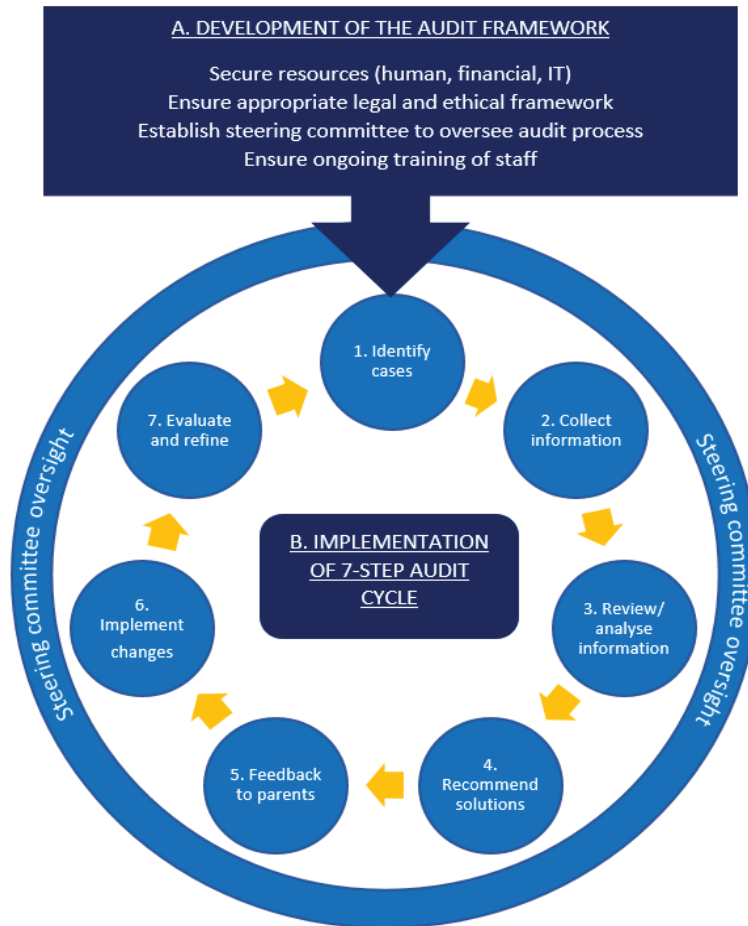 A. DEVELOPMENT OF THE AUDIT FRAMEWORK
Secure resources (human, financial, IT)
Ensure appropriate legal and ethical framework
Establish steering committee to oversee audit process
Ensure ongoing training of staff
1. Identify
cases
2. Collect
information
3. Review/
analyse
information
4.
Recommend
solutions
5. Feedback
to parents
6.
Implement
changes
7. Evaluate
and refine
B. IMPLEMENTATION
OF 7-STEP AUDIT
CYCLE
Steering committee oversight
Steering committee oversight